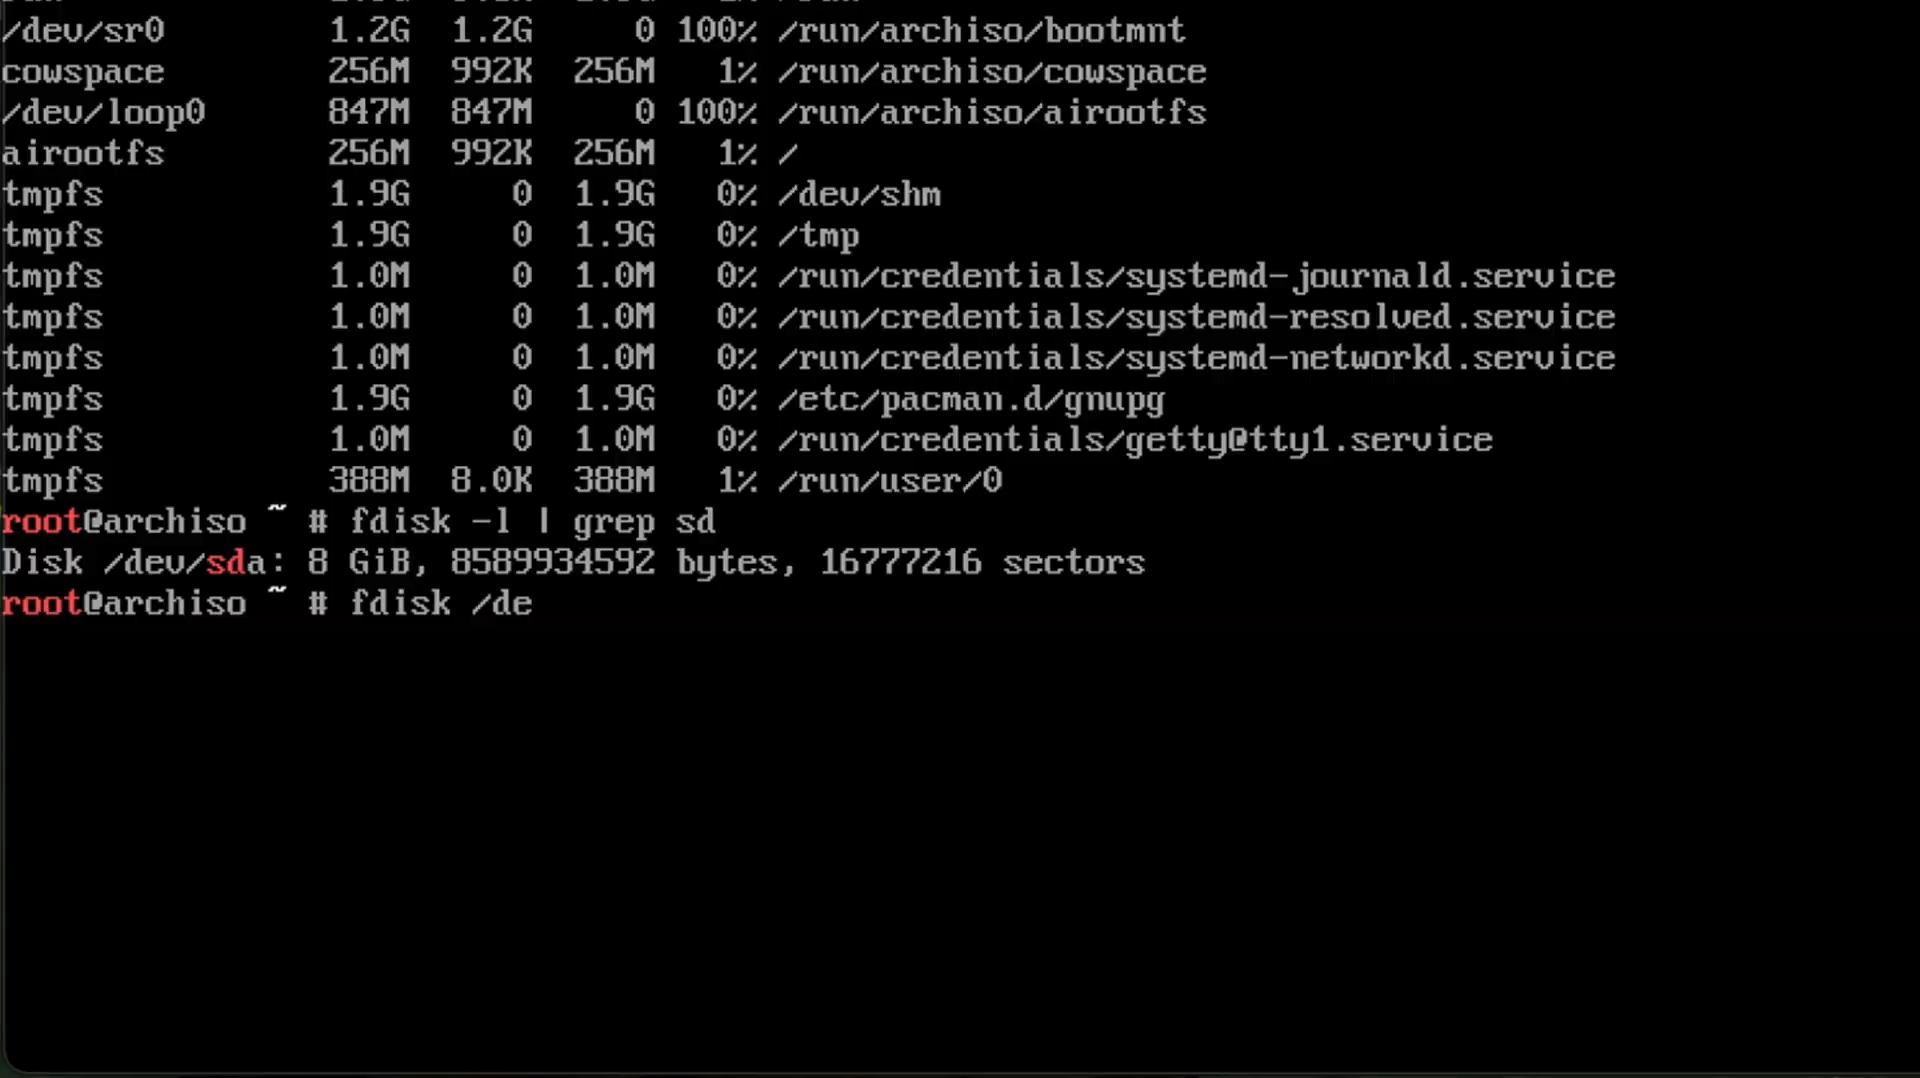 /dev/sr0 1.2G 1.2G 0 100% /run/archiso/bootmnt
cowspace 256M 992K 256M 1% /run/archiso/cowspace
/dev/loop0 847M 847M 0 100% /run/archiso/airootfs
airootfs 256M 992K 256M 1% /
tmpfs 1.9G 0 1.9G 0% /dev/shm
tmpfs 1.9G 0 1.9G 0% /tmp
tmpfs 1.0M 0 1.0M 0% /run/credentials/systemd-journald.service
tmpfs 1.0M 0 1.0M 0% /run/credentials/systemd-resolved.service
tmpfs 1.0M 0 1.0M 0% /run/credentials/systemd-networkd.service
tmpfs 1.9G 0 1.9G 0% /etc/pacman.d/gnupg
tmpfs 1.0M 0 1.0M 0% /run/credentials/getty@tty1.service
tmpfs 388M 8.0K 388M 1% /run/user/0
root@archiso ~ # fdisk -l | grep sd
Disk /dev/sda: 8 GiB, 8589934592 bytes, 16777216 sectors
root@archiso ~ # fdisk /de